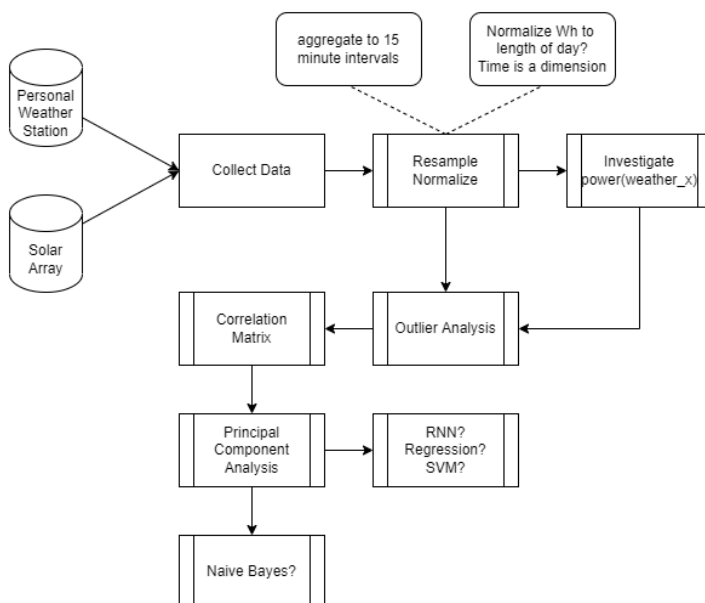 aggregate to 15
minute intervals
Normalize Wh to
length of day?
Time is a dimension
Personal
Weather
Station
Collect Data
Resample
Normalize
Investigate
power(weather_x)
Solar
Array
Correlation
Matrix
Outlier Analysis
Principal
Component
Analysis
RNN?
Regression?
SVM?
Naive Bayes?